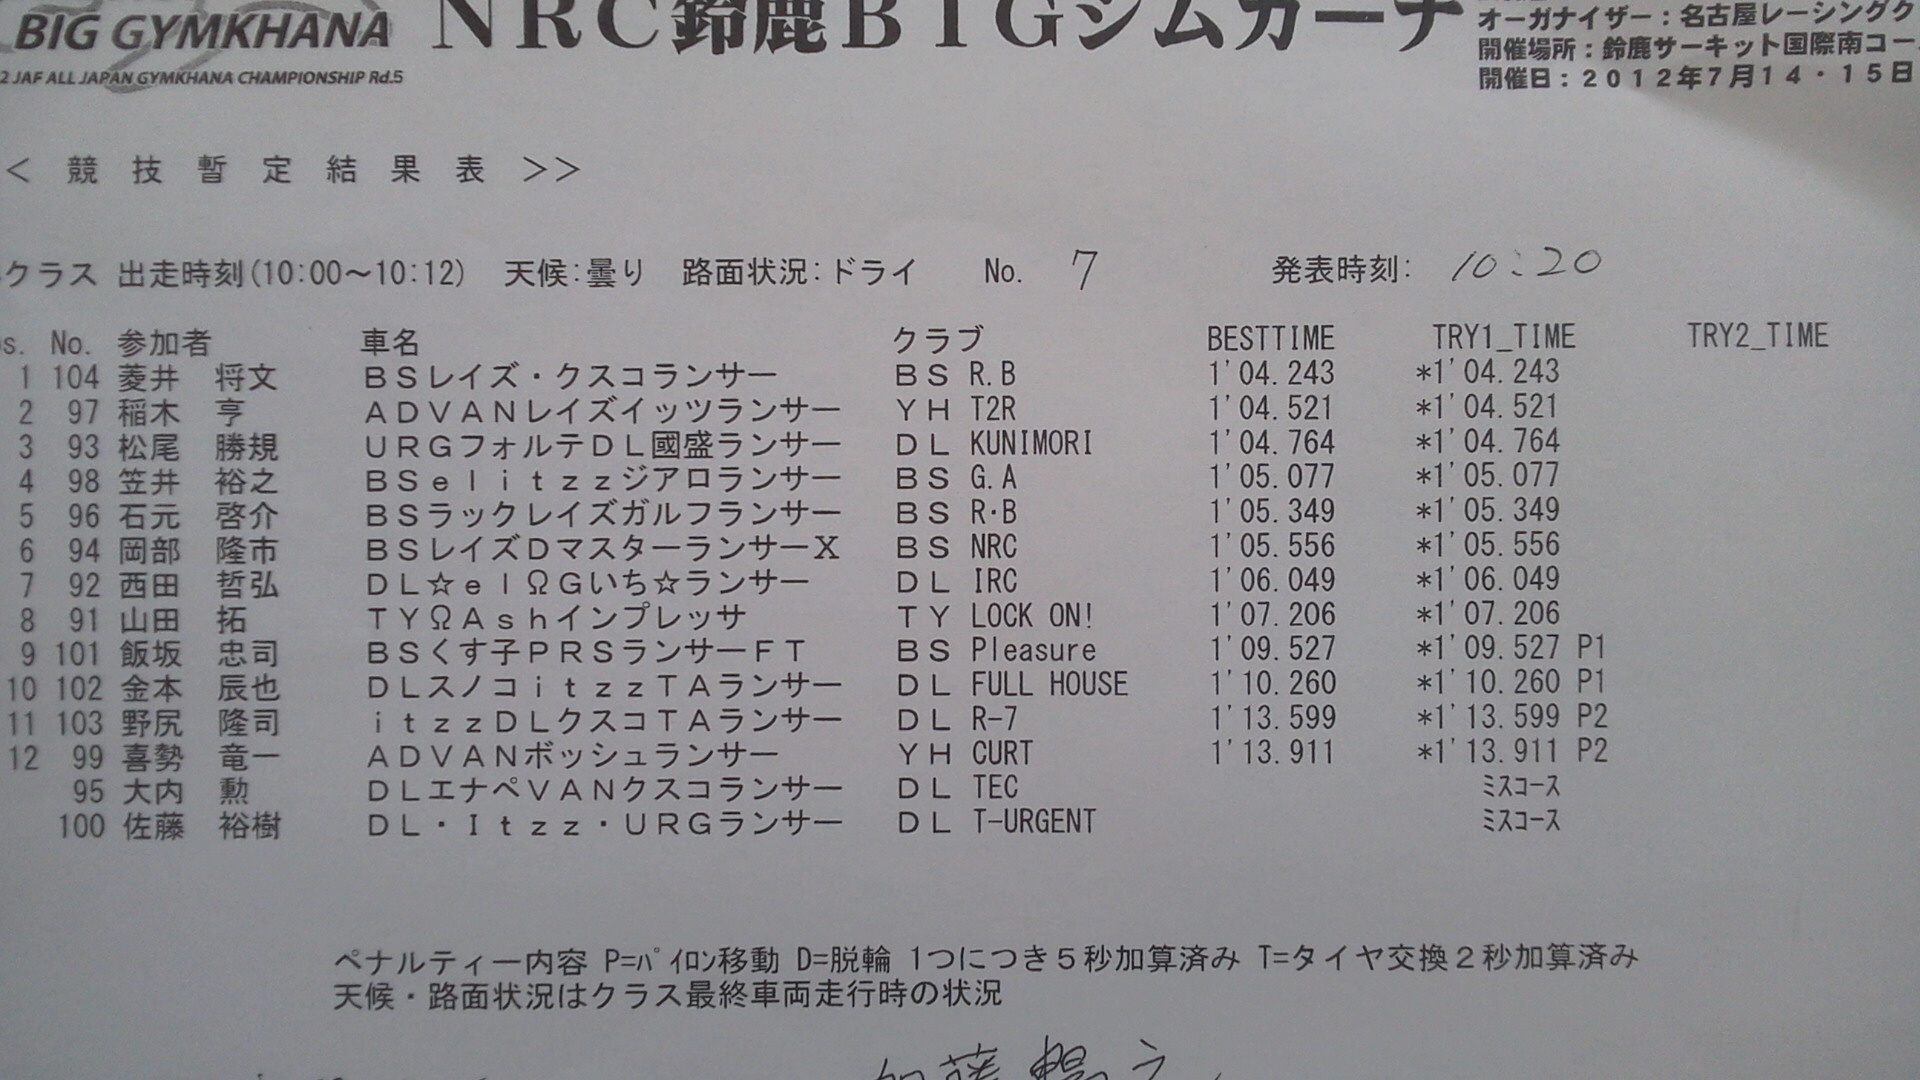 BIG GYMKHANA
NRC鈴鹿BIGジムカーナ
2 JAF ALL JAPAN GYMKHANA CHAMPIONSHIP Rd.5
オーガナイザー：名古屋レーシングク
開催場所：鈴鹿サーキット国際南コー
開催日：２０１２年７月１４・１５日
＜ 競 技 暫 定 結 果 表 ＞＞
クラス 出走時刻(10:00～10:12) 天候:曇り 路面状況:ドライ No. 7 発表時刻: 10:20
s. No. 参加者 車名 クラブ BESTTIME TRY1_TIME TRY2_TIME
1 104 菱井 将文 ＢＳレイズ・クスコランサー ＢＳ R.B 1'04.243 *1'04.243
2 97 稲木 亨 ＡＤＶＡＮレイズイッツランサー ＹＨ T2R 1'04.521 *1'04.521
3 93 松尾 勝規 ＵＲＧフォルテＤＬ國盛ランサー ＤＬ KUNIMORI 1'04.764 *1'04.764
4 98 笠井 裕之 ＢＳｅｌｉｔｚｚジアロランサー ＢＳ G.A 1'05.077 *1'05.077
5 96 石元 啓介 ＢＳラックレイズガルフランサー ＢＳ R･B 1'05.349 *1'05.349
6 94 岡部 隆市 ＢＳレイズＤマスターランサーⅩ ＢＳ NRC 1'05.556 *1'05.556
7 92 西田 哲弘 ＤＬ☆ｅｌΩＧいち☆ランサー ＤＬ IRC 1'06.049 *1'06.049
8 91 山田 拓 ＴＹΩＡｓｈインプレッサ ＴＹ LOCK ON! 1'07.206 *1'07.206
9 101 飯坂 忠司 ＢＳくす子ＰＲＳランサーＦＴ ＢＳ Pleasure 1'09.527 *1'09.527 P1
10 102 金本 辰也 ＤＬスノコｉｔｚｚＴＡランサー ＤＬ FULL HOUSE 1'10.260 *1'10.260 P1
11 103 野尻 隆司 ｉｔｚｚＤＬクスコＴＡランサー ＤＬ R-7 1'13.599 *1'13.599 P2
12 99 喜勢 竜一 ＡＤＶＡＮボッシュランサー ＹＨ CURT 1'13.911 *1'13.911 P2
95 大内 勲 ＤＬエナペＶＡＮクスコランサー ＤＬ TEC ﾐｽｺｰｽ
100 佐藤 裕樹 ＤＬ・Ｉｔｚｚ・ＵＲＧランサー ＤＬ T-URGENT ﾐｽｺｰｽ
ペナルティー内容 P=ﾊﾟｲﾛﾝ移動 D=脱輪 1つにつき５秒加算済み T=タイヤ交換２秒加算済み
天候・路面状況はクラス最終車両走行時の状況